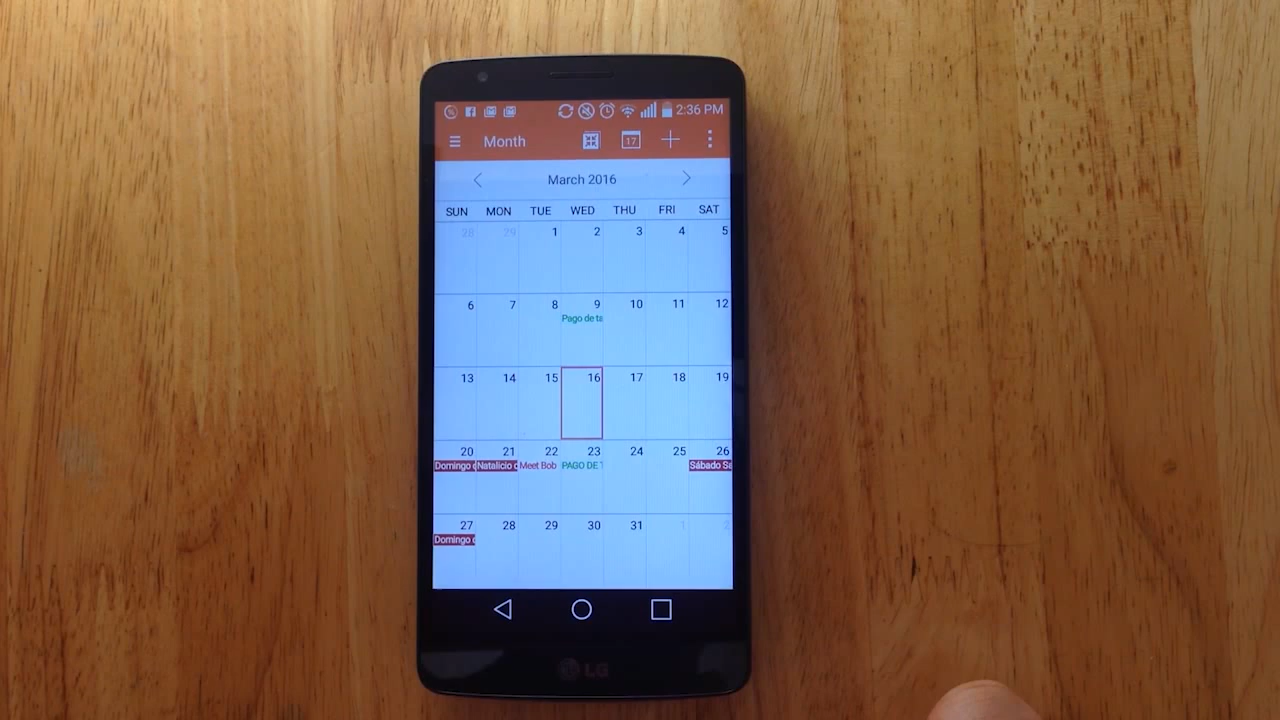 2:36 PM
Month 17
March 2016
SUN MON TUE WED THU FRI SAT
28 29 1 2 3 4 5
6 7 8 9 10 11 12
Pago de ta
13 14 15 16 17 18 19
20 21 22 23 24 25 26
Domingo d Natalicio d Meet Bob PAGO DE T Sábado Sa
27 28 29 30 31 1 2
Domingo d
LG